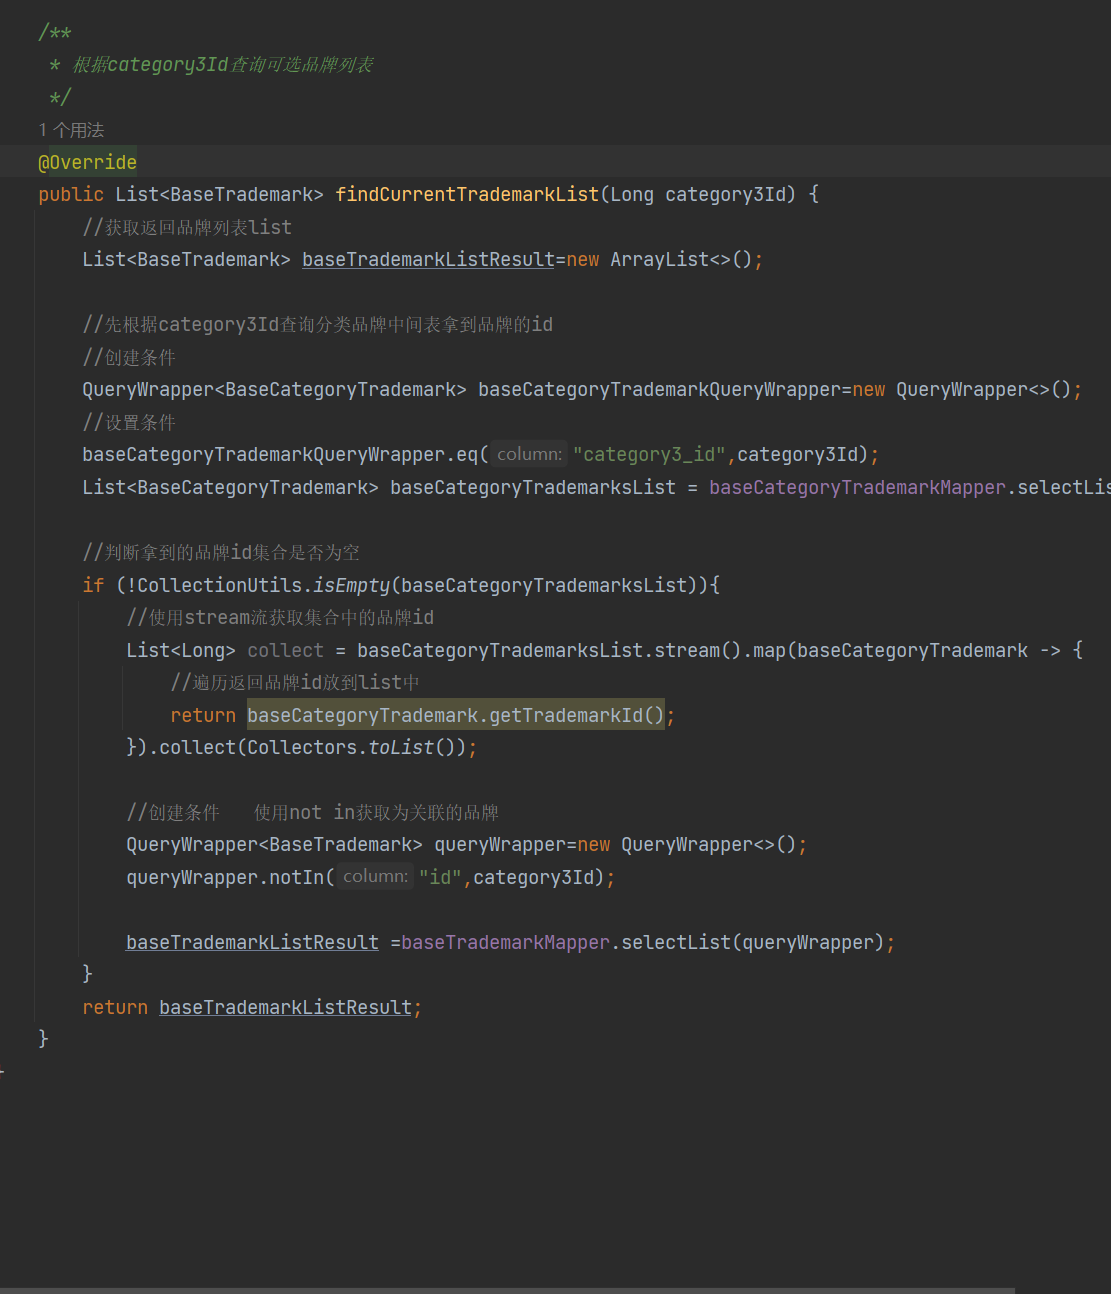 /**
* 根据category3Id查询可选品牌列表
*/
1 个用法
@Override
public List<BaseTrademark> findCurrentTrademarkList(Long category3Id) {
//获取返回品牌列表list
List<BaseTrademark> baseTrademarkListResult=new ArrayList<>();
//先根据category3Id查询分类品牌中间表拿到品牌的id
//创建条件
QueryWrapper<BaseCategoryTrademark> baseCategoryTrademarkQueryWrapper=new QueryWrapper<>();
//设置条件
baseCategoryTrademarkQueryWrapper.eq( column: "category3_id",category3Id);
List<BaseCategoryTrademark> baseCategoryTrademarksList = baseCategoryTrademarkMapper.selectLis
//判断拿到的品牌id集合是否为空
if (!CollectionUtils.isEmpty(baseCategoryTrademarksList)){
//使用stream流获取集合中的品牌id
List<Long> collect = baseCategoryTrademarksList.stream().map(baseCategoryTrademark -> {
//遍历返回品牌id放到list中
return baseCategoryTrademark.getTrademarkId();
}).collect(Collectors.toList());
//创建条件   使用not in获取为关联的品牌
QueryWrapper<BaseTrademark> queryWrapper=new QueryWrapper<>();
queryWrapper.notIn( column: "id",category3Id);
baseTrademarkListResult =baseTrademarkMapper.selectList(queryWrapper);
}
return baseTrademarkListResult;
}